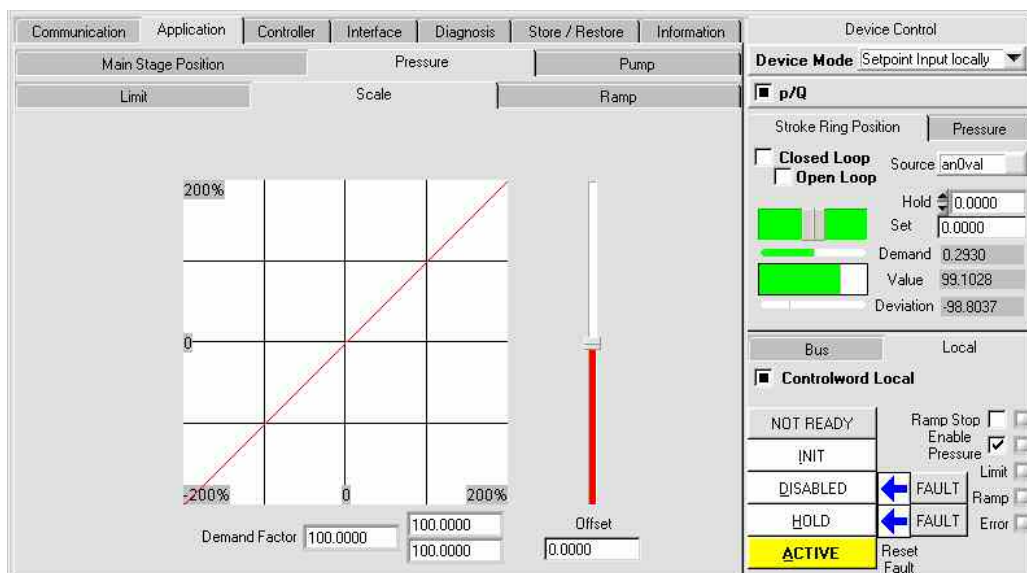 Communication Application Controller Interface Diagnosis Store / Restore Information
Main Stage Position Pressure Pump
Limit Scale Ramp
200%
0
-200% 0 200%
Demand Factor 100.0000
100.0000
100.0000
Offset
0.0000
Device Control
Device Mode Setpoint Input locally
p/Q
Stroke Ring Position Pressure
Closed Loop
Open Loop
Source an0val
Hold 0.0000
Set 0.0000
Demand 0.2930
Value 99.1028
Deviation -98.8037
Bus Local
Controlword Local
NOT READY
INIT
DISABLED
HOLD
ACTIVE
FAULT
FAULT
Reset
Fault
Ramp Stop
Enable
Pressure
Limit
Ramp
Error